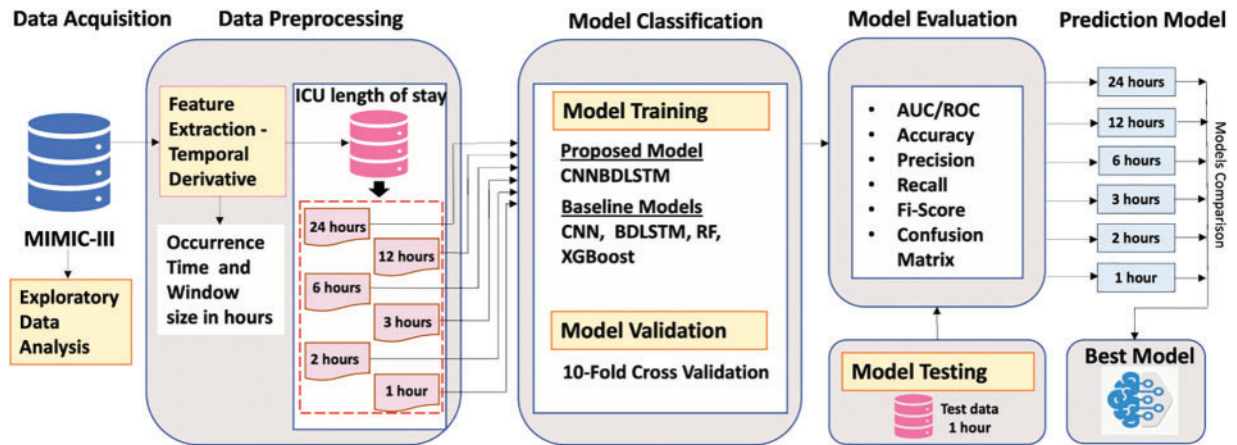 Data Acquisition
Data Preprocessing
Model Classification
Model Evaluation
Prediction Model
MIMIC-III
Exploratory
Data
Analysis
Feature
Extraction -
Temporal
Derivative
Occurrence
Time and
Window
size in hours
ICU length of stay
24 hours
12 hours
6 hours
3 hours
2 hours
1 hour
Model Training
Proposed Model
CNNBDLSTM
Baseline Models
CNN, BDLSTM, RF,
XGBoost
Model Validation
10-Fold Cross Validation
• AUC/ROC
• Accuracy
• Precision
• Recall
• Fi-Score
• Confusion
Matrix
Model Testing
Test data
1 hour
24 hours
12 hours
6 hours
3 hours
2 hours
1 hour
Models Comparison
Best Model